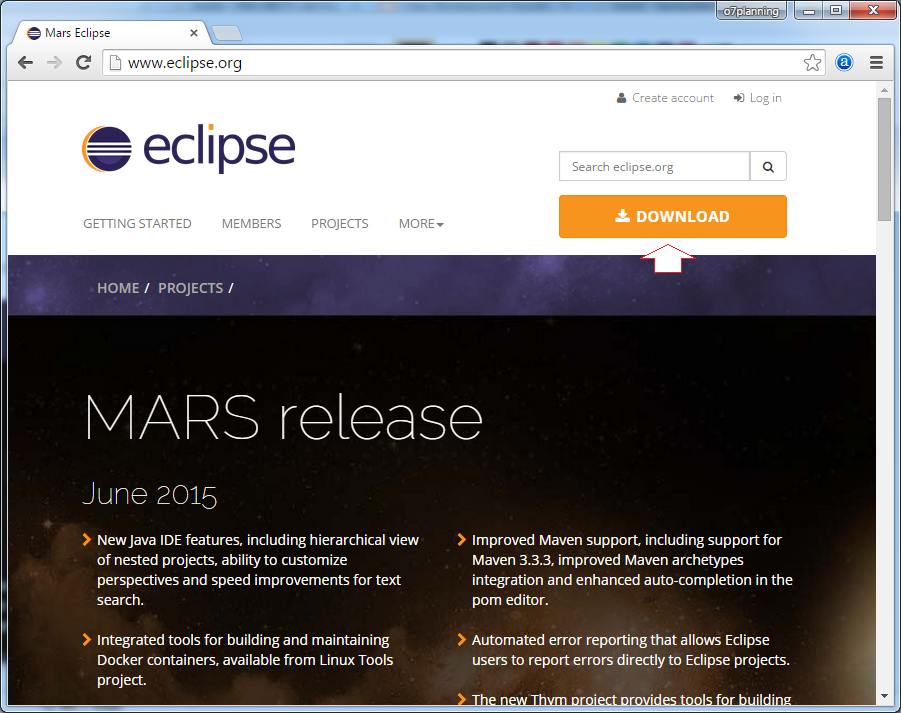 o7planning
Mars Eclipse
www.eclipse.org
Create account
Log in
eclipse
Search eclipse.org
GETTING STARTED
MEMBERS
PROJECTS
MORE
DOWNLOAD
HOME / PROJECTS /
MARS release
June 2015
New Java IDE features, including hierarchical view
of nested projects, ability to customize
perspectives and speed improvements for text
search.
Integrated tools for building and maintaining
Docker containers, available from Linux Tools
project.
Improved Maven support, including support for
Maven 3.3.3, improved Maven archetypes
integration and enhanced auto-completion in the
pom editor.
Automated error reporting that allows Eclipse
users to report errors directly to Eclipse projects.
The new Thym project provides tools for building